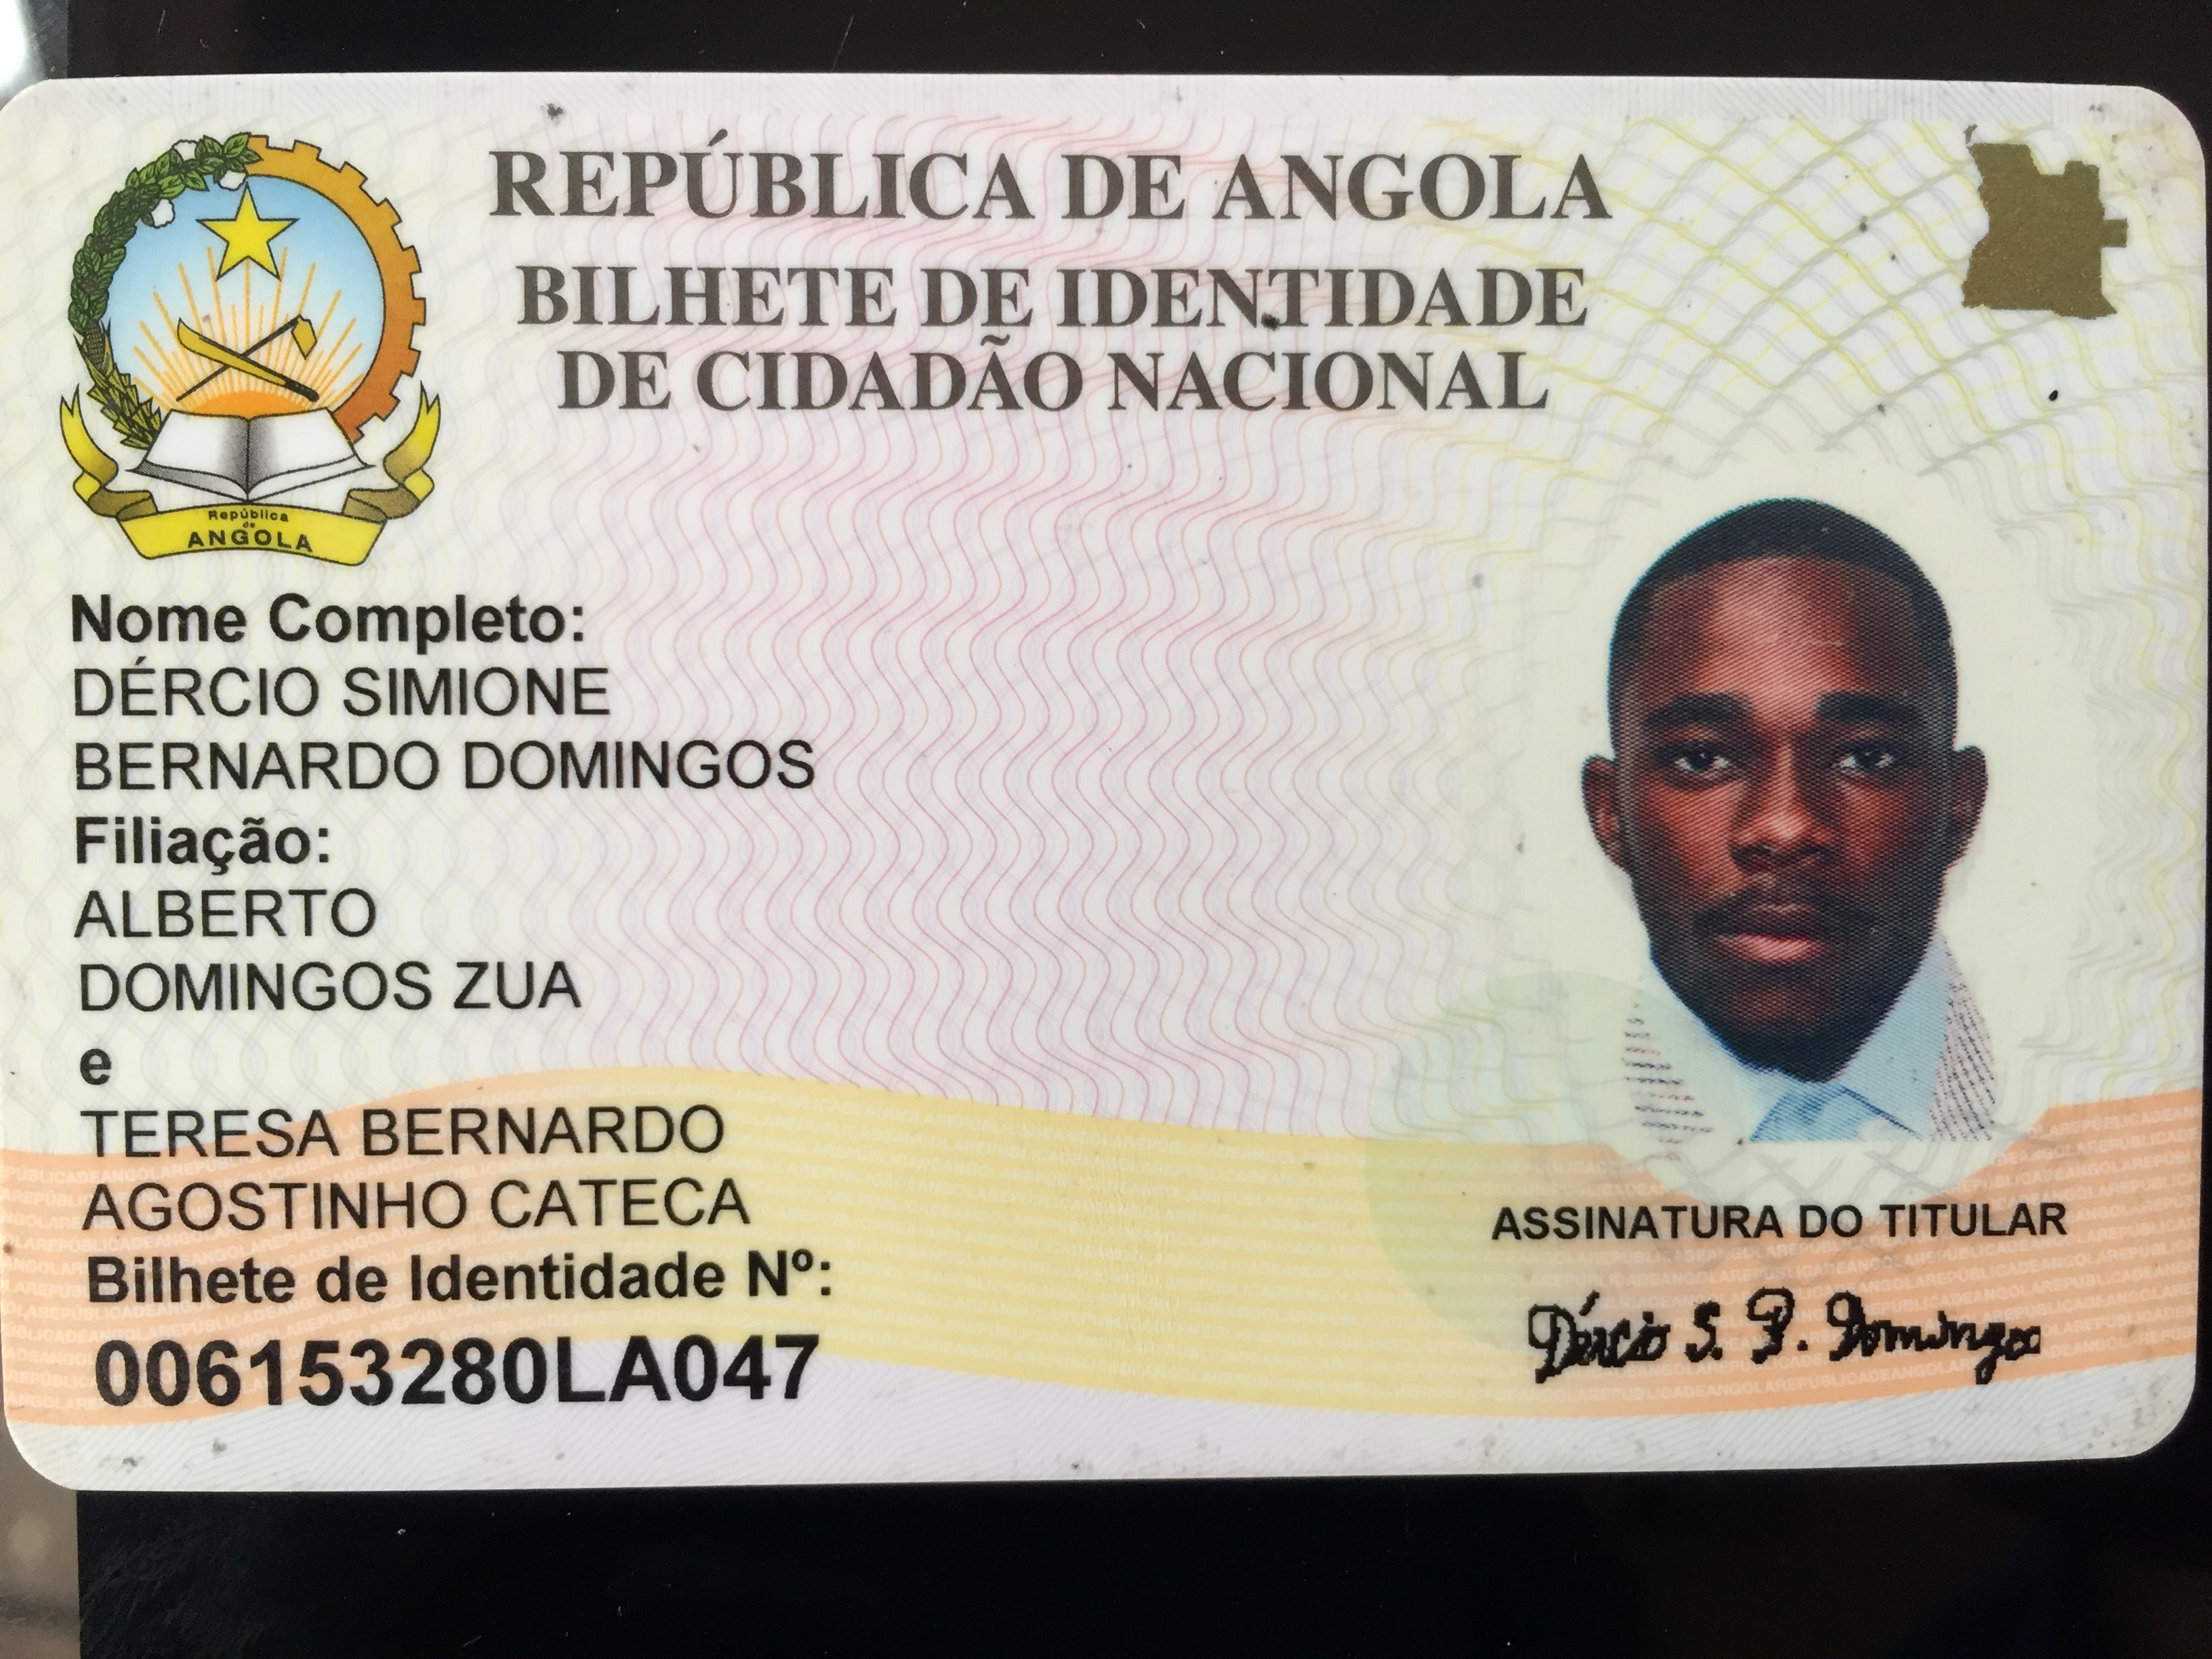 REPÚBLICA DE ANGOLA
BILHETE DE IDENTIDADE
DE CIDADÃO NACIONAL
República
de
ANGOLA
Nome Completo:
DÉRCIO SIMIONE
BERNARDO DOMINGOS
Filiação:
ALBERTO
DOMINGOS ZUA
e
TERESA BERNARDO
AGOSTINHO CATECA
Bilhete de Identidade Nº:
006153280LA047
ASSINATURA DO TITULAR
Dércio S. B. Domingos